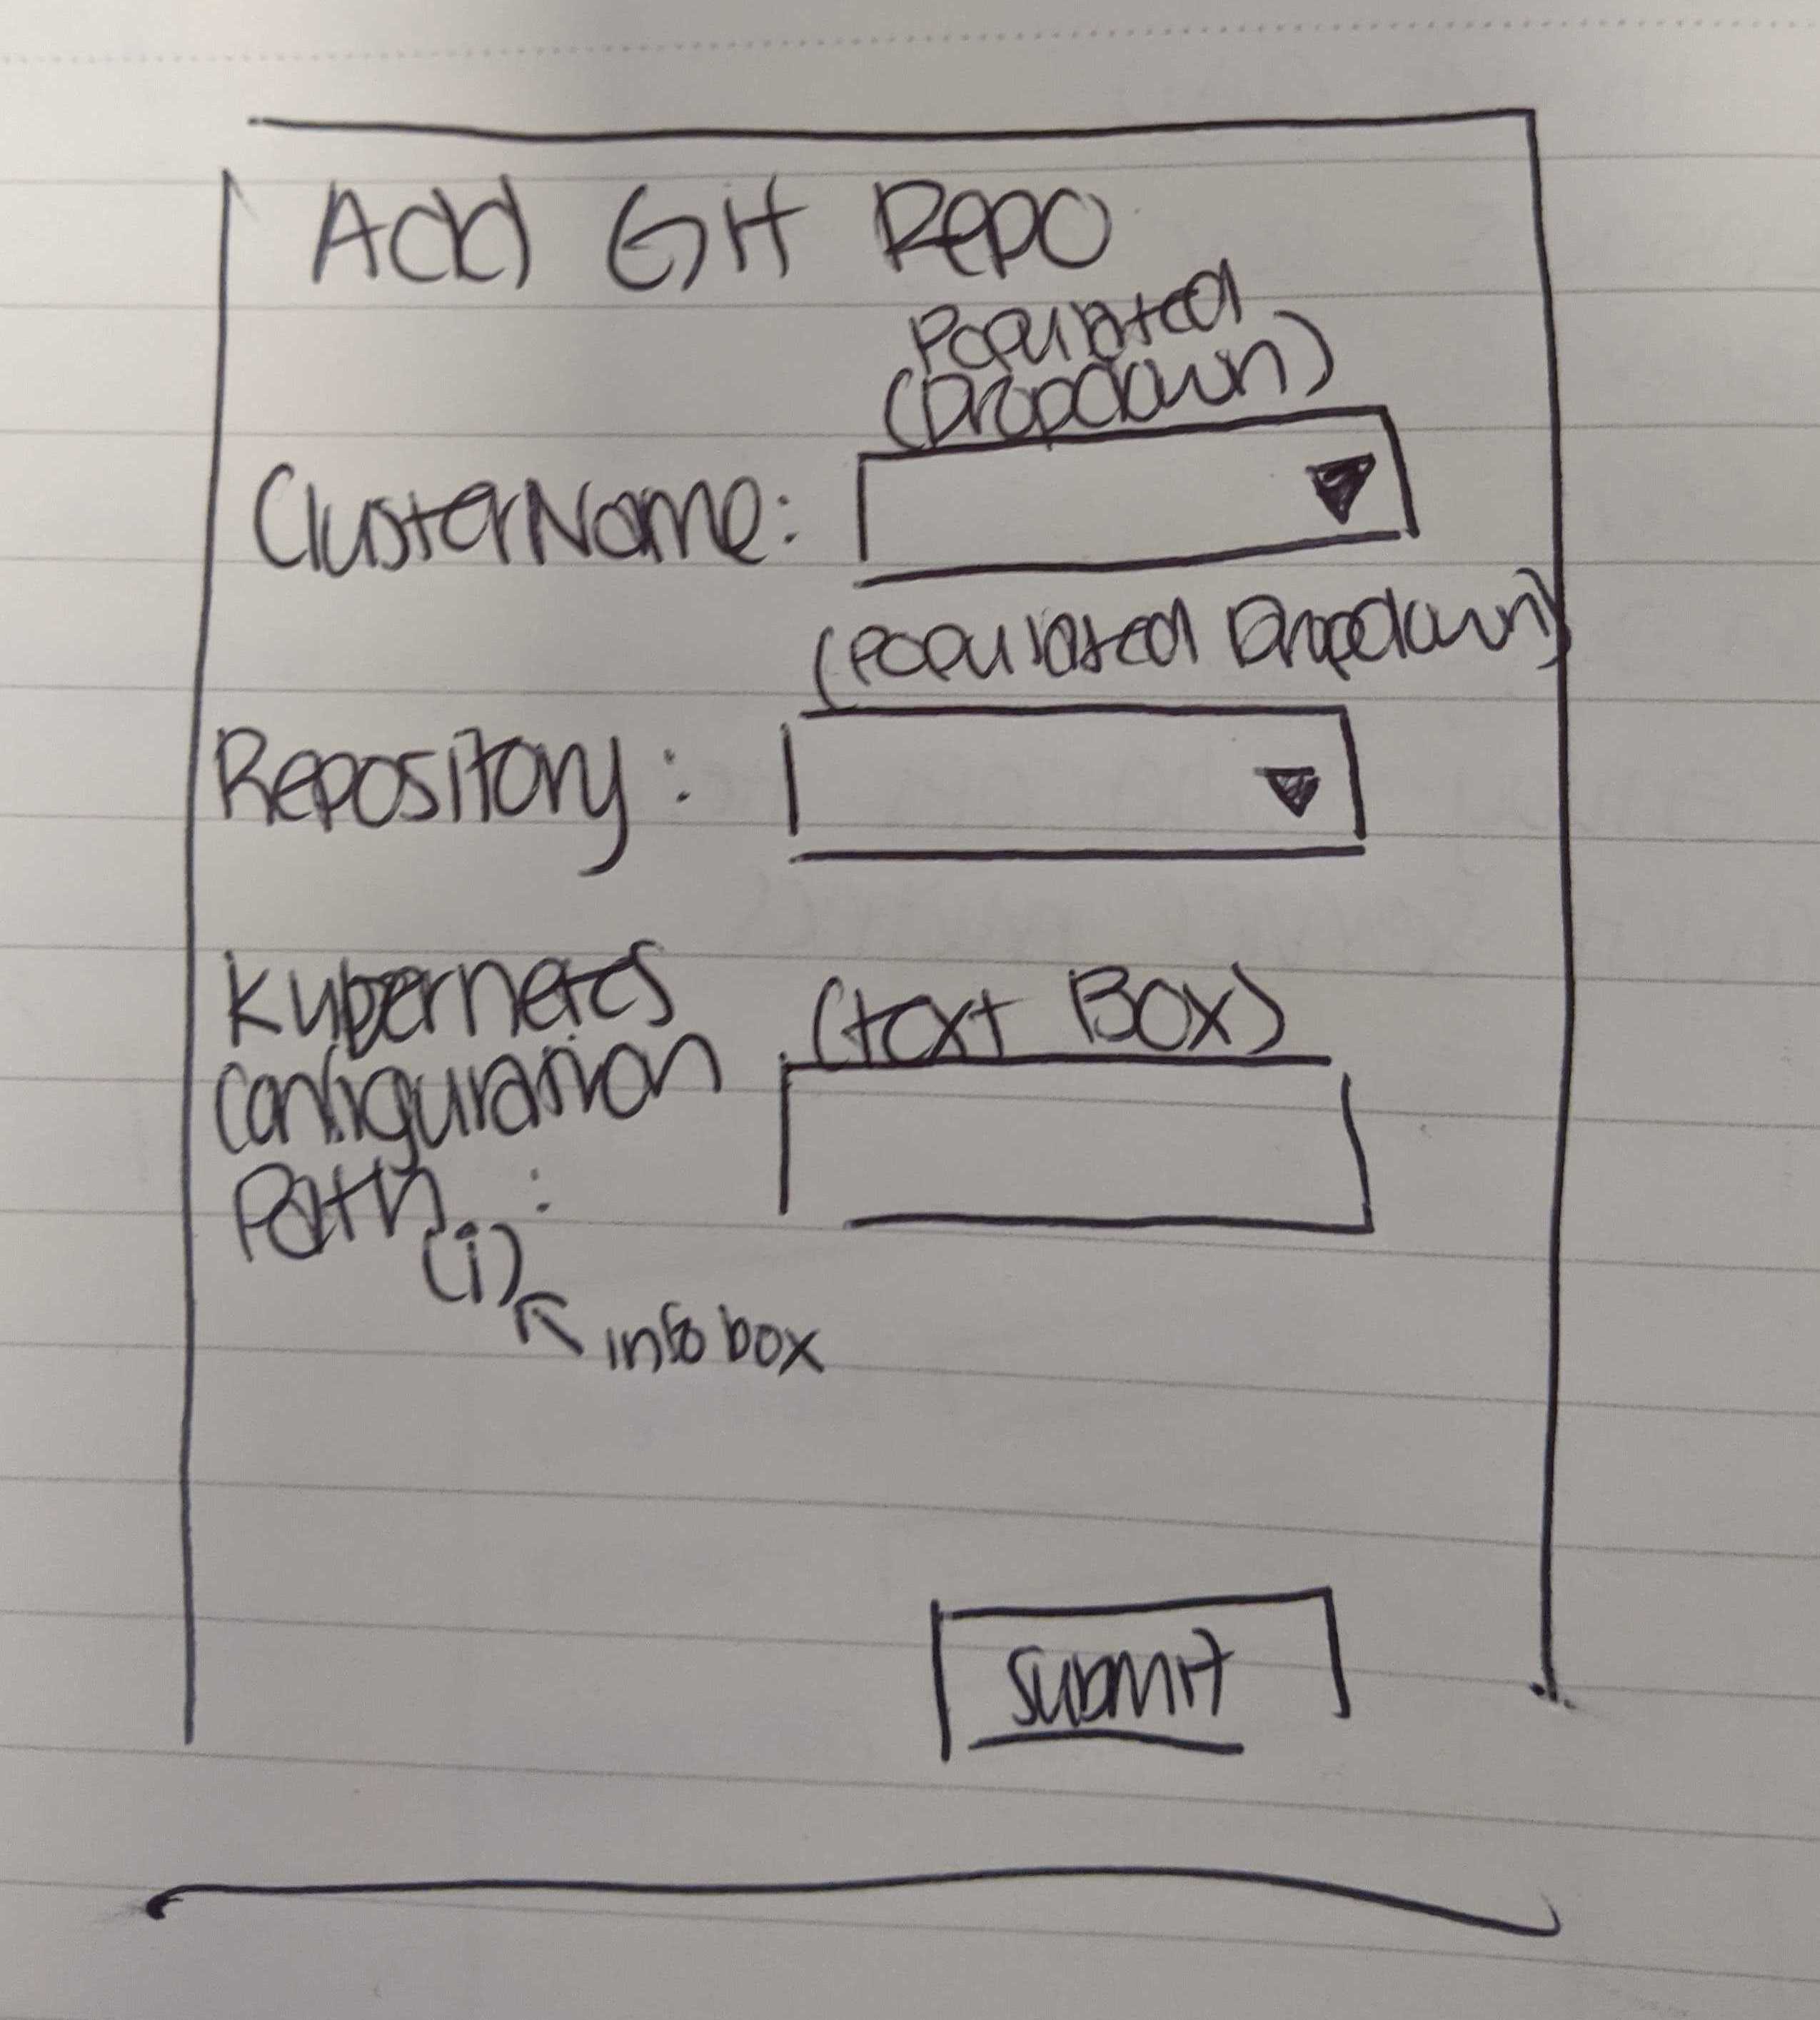 Add Git Repo
Populated
(Dropdown)
ClusterName:
(Populated Dropdown)
Repository:
Kubernetes
Configuration
Path :
(text Box)
(i)
info box
submit